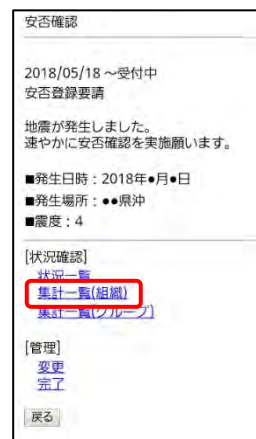 安否確認
2018/05/18 ~受付中
安否登録要請
地震が発生しました。
速やかに安否確認を実施願います。
■発生日時：2018年●月●日
■発生場所：●●県沖
■震度：4
[状況確認]
状況一覧
集計一覧(組織)
集計一覧(グループ)
[管理]
変更
完了
戻る